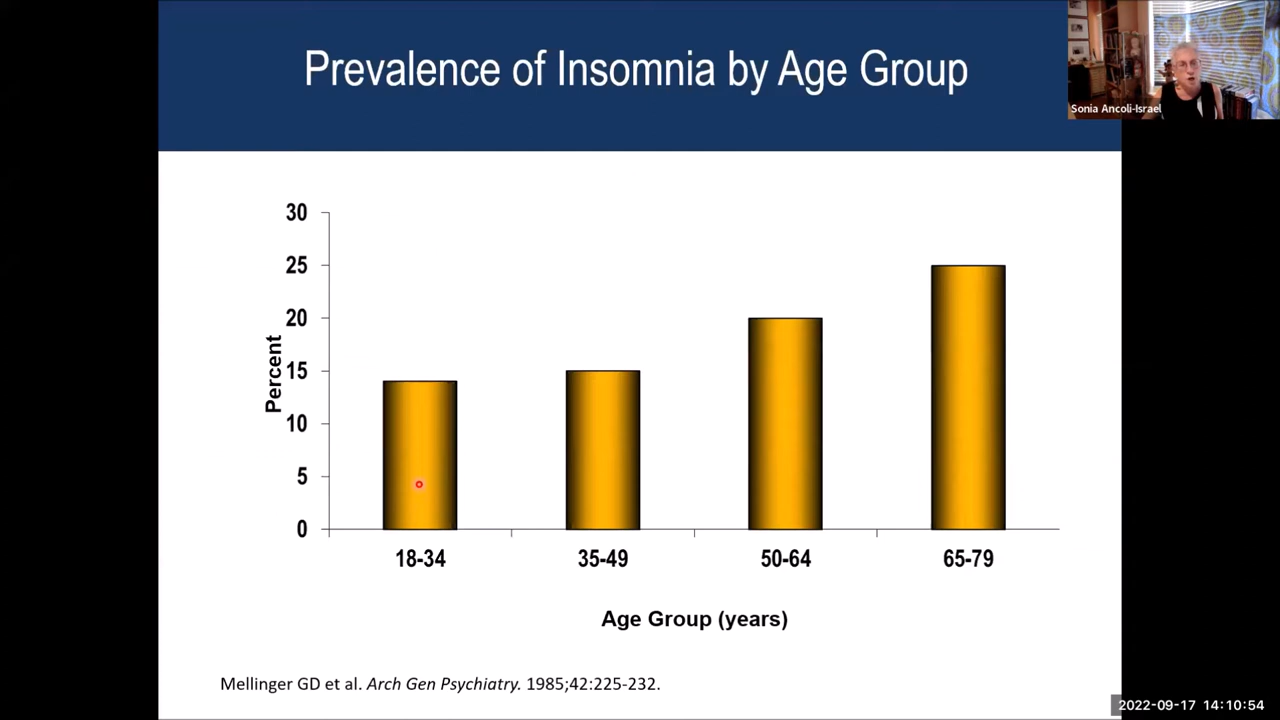 Prevalence of Insomnia by Age Group
Sonia Ancoli-Israel
30
25
20
15
10
5
0
Percent
18-34 35-49 50-64 65-79
Age Group (years)
Mellinger GD et al. Arch Gen Psychiatry. 1985;42:225-232.
2022-09-17 14:10:54